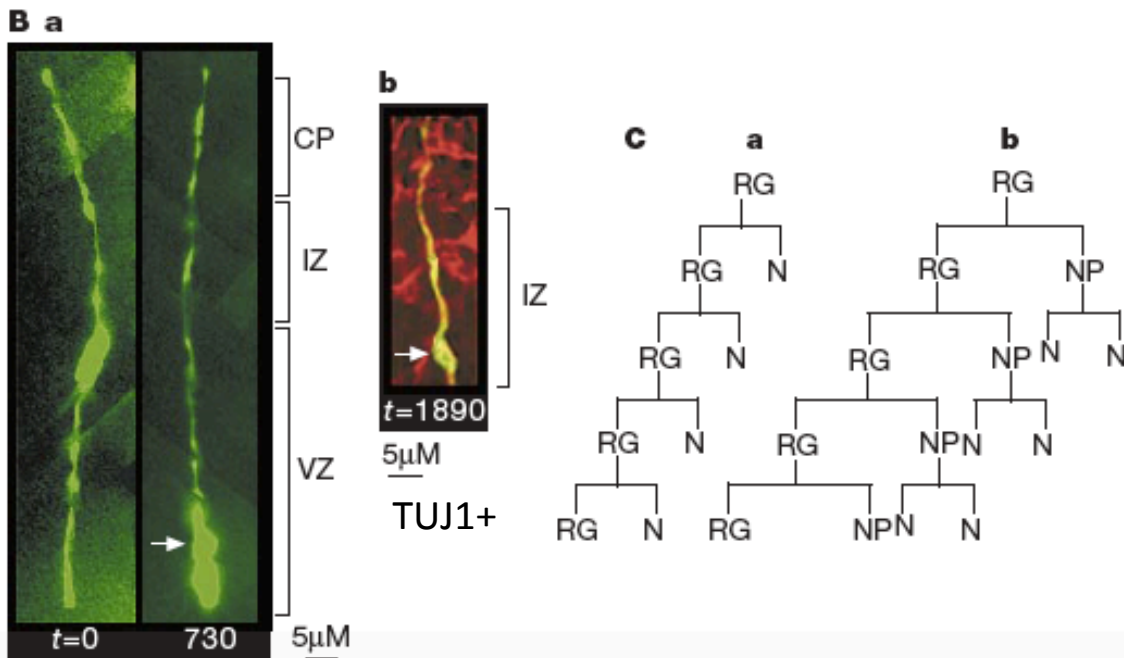 B a
CP
IZ
VZ
t=0 730 5μM
b
IZ
t=1890
5μM
TUJ1+
C a b
RG RG
RG N RG NP
RG N RG NP N N
RG N RG NP N N
RG N RG NP N N